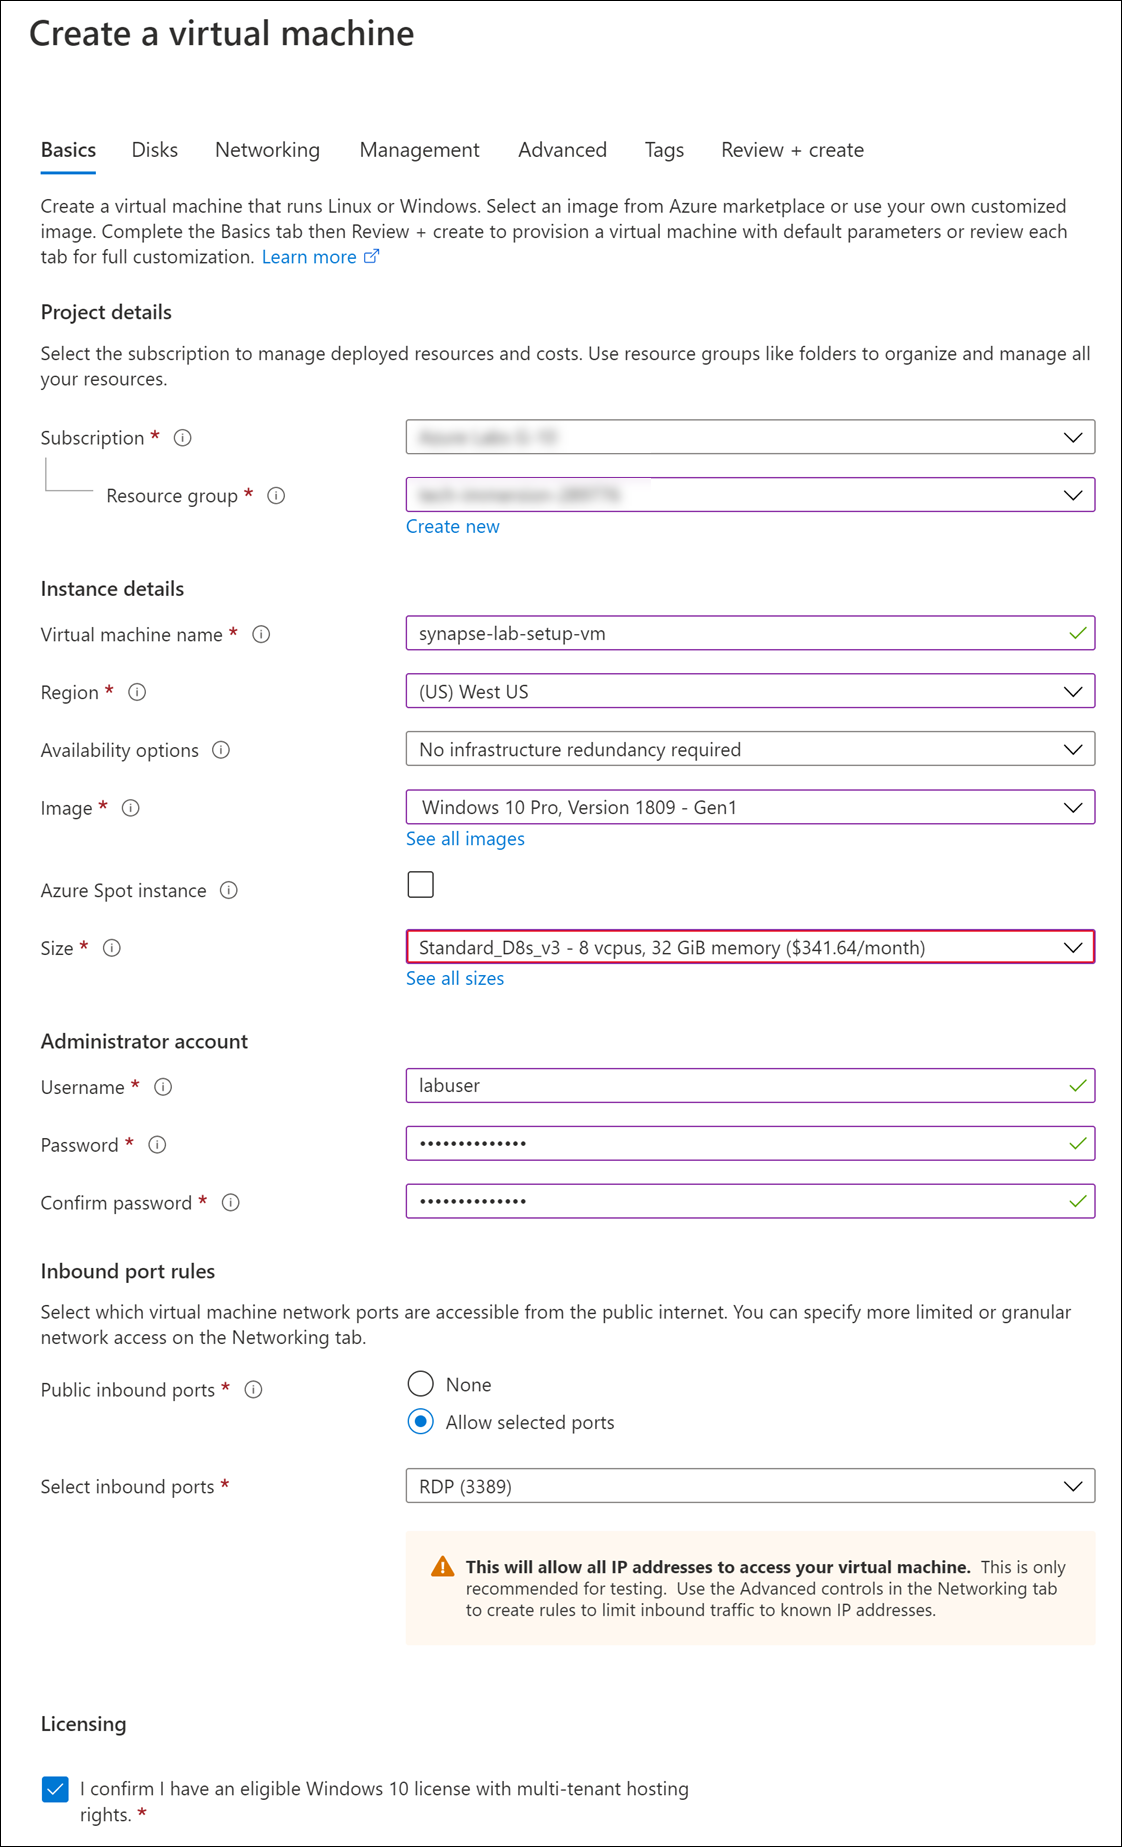 Create a virtual machine
Basics Disks Networking Management Advanced Tags Review + create
Create a virtual machine that runs Linux or Windows. Select an image from Azure marketplace or use your own customized
image. Complete the Basics tab then Review + create to provision a virtual machine with default parameters or review each
tab for full customization. Learn more
Project details
Select the subscription to manage deployed resources and costs. Use resource groups like folders to organize and manage all
your resources.
Subscription *
Resource group *
Create new
Instance details
Virtual machine name * synapse-lab-setup-vm
Region * (US) West US
Availability options No infrastructure redundancy required
Image * Windows 10 Pro, Version 1809 - Gen1
See all images
Azure Spot instance
Size * Standard_D8s_v3 - 8 vcpus, 32 GiB memory ($341.64/month)
See all sizes
Administrator account
Username * labuser
Password * ••••••••••••••
Confirm password * ••••••••••••••
Inbound port rules
Select which virtual machine network ports are accessible from the public internet. You can specify more limited or granular
network access on the Networking tab.
Public inbound ports * None
Allow selected ports
Select inbound ports * RDP (3389)
This will allow all IP addresses to access your virtual machine. This is only
recommended for testing. Use the Advanced controls in the Networking tab
to create rules to limit inbound traffic to known IP addresses.
Licensing
I confirm I have an eligible Windows 10 license with multi-tenant hosting
rights. *